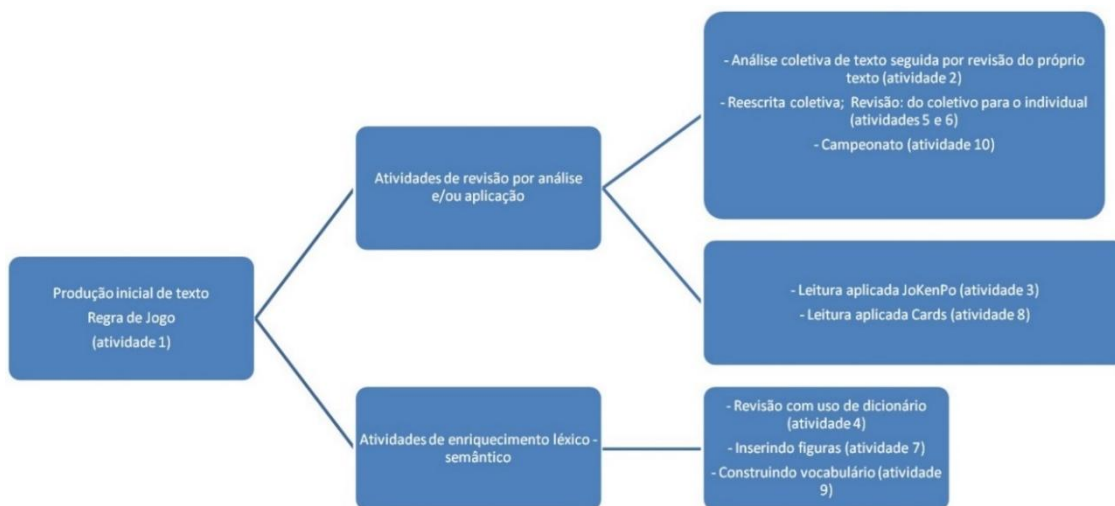 Produção inicial de texto
Regra de Jogo
(atividade 1)
Atividades de revisão por análise
e/ou aplicação
- Análise coletiva de texto seguida por revisão do próprio
texto (atividade 2)
- Reescrita coletiva; Revisão: do coletivo para o individual
(atividades 5 e 6)
- Campeonato (atividade 10)
- Leitura aplicada JoKenPo (atividade 3)
- Leitura aplicada Cards (atividade 8)
Atividades de enriquecimento léxico -
semântico
- Revisão com uso de dicionário
(atividade 4)
- Inserindo figuras (atividade 7)
- Construindo vocabulário (atividade
9)